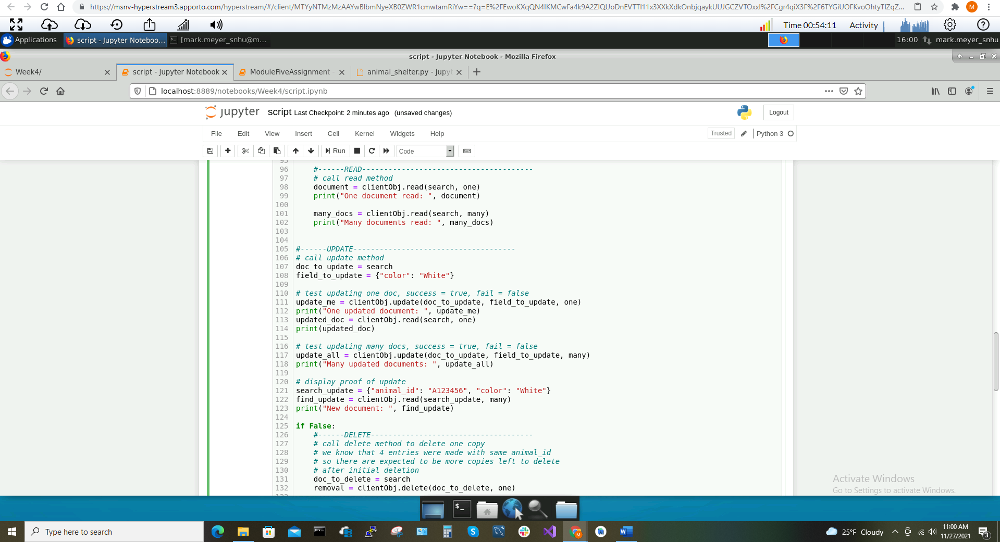 https://msnv-hyperstream3.apporto.com/hyperstream/#/client/
Time 00:54:11 Activity
Applications script - Jupyter Noteboo... [mark.meyer_snhu@m... 16:00 mark.meyer_snhu
script - Jupyter Notebook - Mozilla Firefox
Week4/ script - Jupyter Notebook ModuleFiveAssignment - animal_shelter.py - Jupyt
localhost:8889/notebooks/Week4/script.ipynb
jupyter script Last Checkpoint: 2 minutes ago (unsaved changes) Logout
File Edit View Insert Cell Kernel Widgets Help Trusted Python 3
Run Code
95
96 #------READ---------------------------------------
97 # call read method
98 document = clientObj.read(search, one)
99 print("One document read: ", document)
100
101 many_docs = clientObj.read(search, many)
102 print("Many documents read: ", many_docs)
103
104
105 #------UPDATE-------------------------------------
106 # call update method
107 doc_to_update = search
108 field_to_update = {"color": "White"}
109
110 # test updating one doc, success = true, fail = false
111 update_me = clientObj.update(doc_to_update, field_to_update, one)
112 print("One updated document: ", update_me)
113 updated_doc = clientObj.read(search, one)
114 print(updated_doc)
115
116 # test updating many docs, success = true, fail = false
117 update_all = clientObj.update(doc_to_update, field_to_update, many)
118 print("Many updated documents: ", update_all)
119
120 # display proof of update
121 search_update = {"animal_id": "A123456", "color": "White"}
122 find_update = clientObj.read(search_update, many)
123 print("New document: ", find_update)
124
125 if False:
126 #------DELETE-------------------------------------
127 # call delete method to delete one copy
128 # we know that 4 entries were made with same animal_id
129 # so there are expected to be more copies left to delete
130 # after initial deletion
131 doc_to_delete = search
132 removal = clientObj.delete(doc_to_delete, one)
Activate Windows
Go to Settings to activate Windows.
Type here to search
25°F Cloudy
11:00 AM
11/27/2021
3